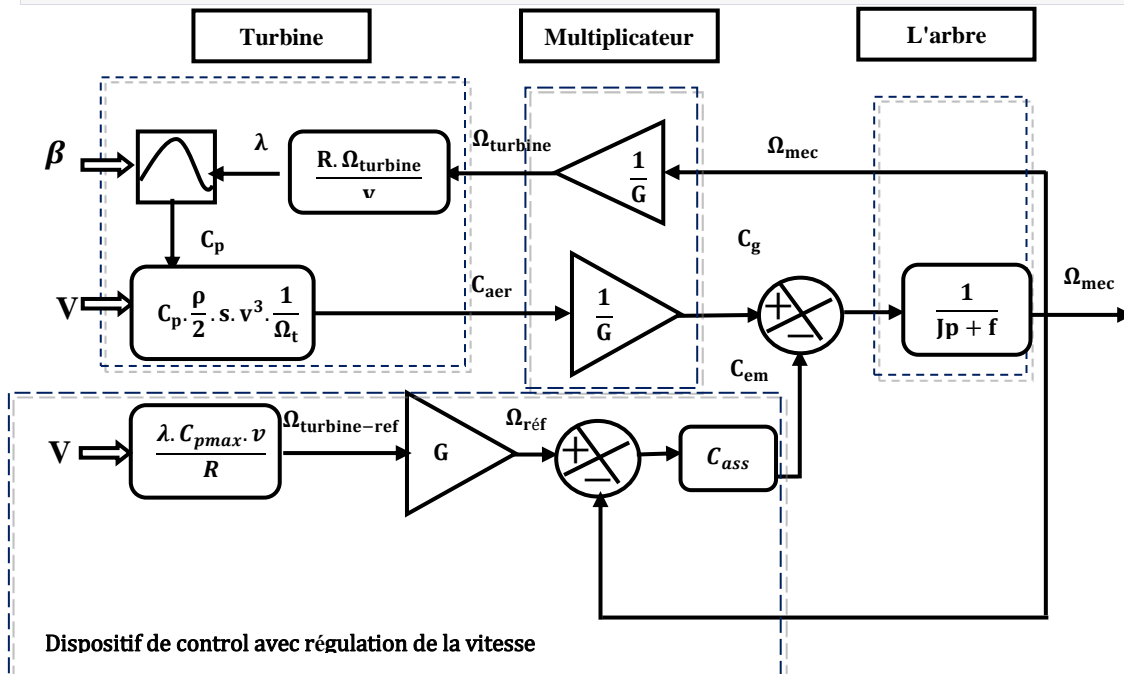 Turbine
Multiplicateur
L'arbre
β
λ
R. Ω_turbine / v
Ω_turbine
1/G
Ω_mec
C_p
V
C_p. ρ/2 .s.v³. 1/Ω_t
C_aer
1/G
C_g
+
−
1 / Jp + f
Ω_mec
C_em
V
λ. C_pmax. v / R
Ω_turbine−ref
G
Ω_réf
+
−
C_ass
Dispositif de control avec régulation de la vitesse